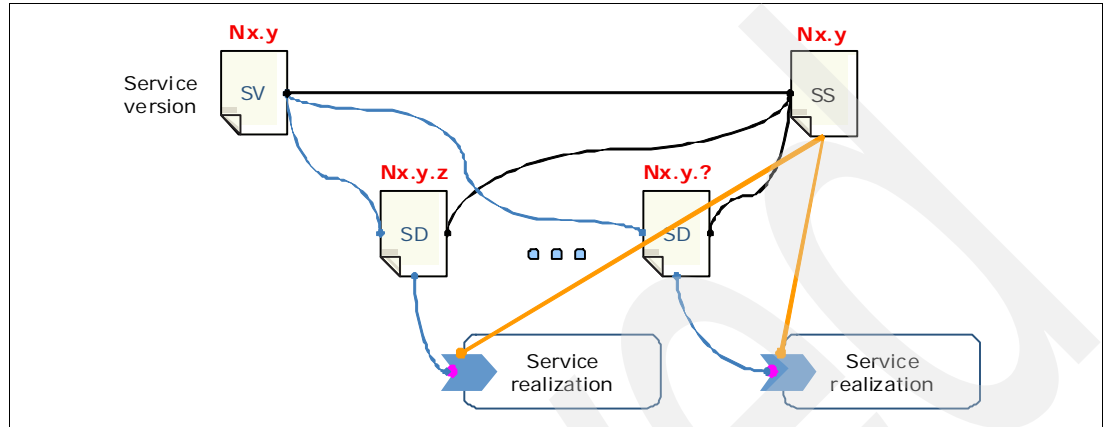 Nx.y
Nx.y
Service
version
SV
SS
Nx.y.z
Nx.y.?
SD
SD
Service
realization
Service
realization